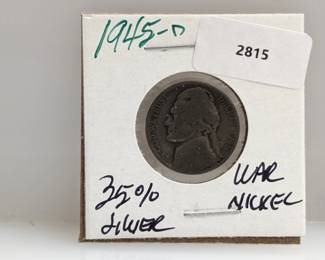 1945-D
2815
35%
SILVER
WAR
NICKEL